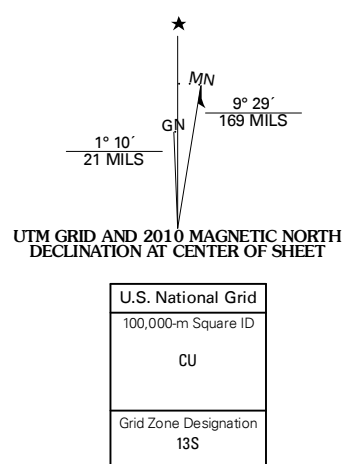 MN
GN
9° 29´
169 MILS
1° 10´
21 MILS
UTM GRID AND 2010 MAGNETIC NORTH
DECLINATION AT CENTER OF SHEET
U.S. National Grid
100,000-m Square ID
CU
Grid Zone Designation
13S